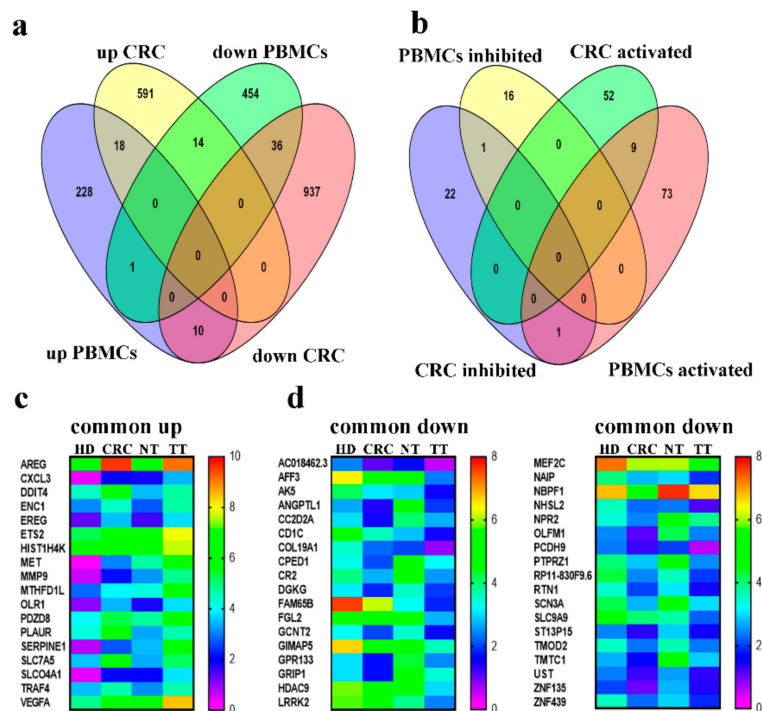 a
up CRC
down PBMCs
591
454
18
14
36
228
0
0
937
0
1
0
0
0
10
up PBMCs
down CRC
b
PBMCs inhibited
CRC activated
16
52
1
0
9
22
0
0
73
0
0
0
0
0
1
CRC inhibited
PBMCs activated
c
common up
HD CRC NT TT
AREG
CXCL3
DDIT4
ENC1
EREG
ETS2
HIST1H4K
MET
MMP9
MTHFD1L
OLR1
PDZD8
PLAUR
SERPINE1
SLC7A5
SLCO4A1
TRAF4
VEGFA
10
8
6
4
2
0
d
common down
HD CRC NT TT
AC018462.3
AFF3
AK5
ANGPTL1
CC2D2A
CD1C
COL19A1
CPED1
CR2
DGKG
FAM65B
FGL2
GCNT2
GIMAP5
GPR133
GRIP1
HDAC9
LRRK2
8
6
4
2
0
common down
HD CRC NT TT
MEF2C
NAIP
NBPF1
NHSL2
NPR2
OLFM1
PCDH9
PTPRZ1
RP11-830F9.6
RTN1
SCN3A
SLC9A9
ST13P15
TMOD2
TMTC1
UST
ZNF135
ZNF439
8
6
4
2
0